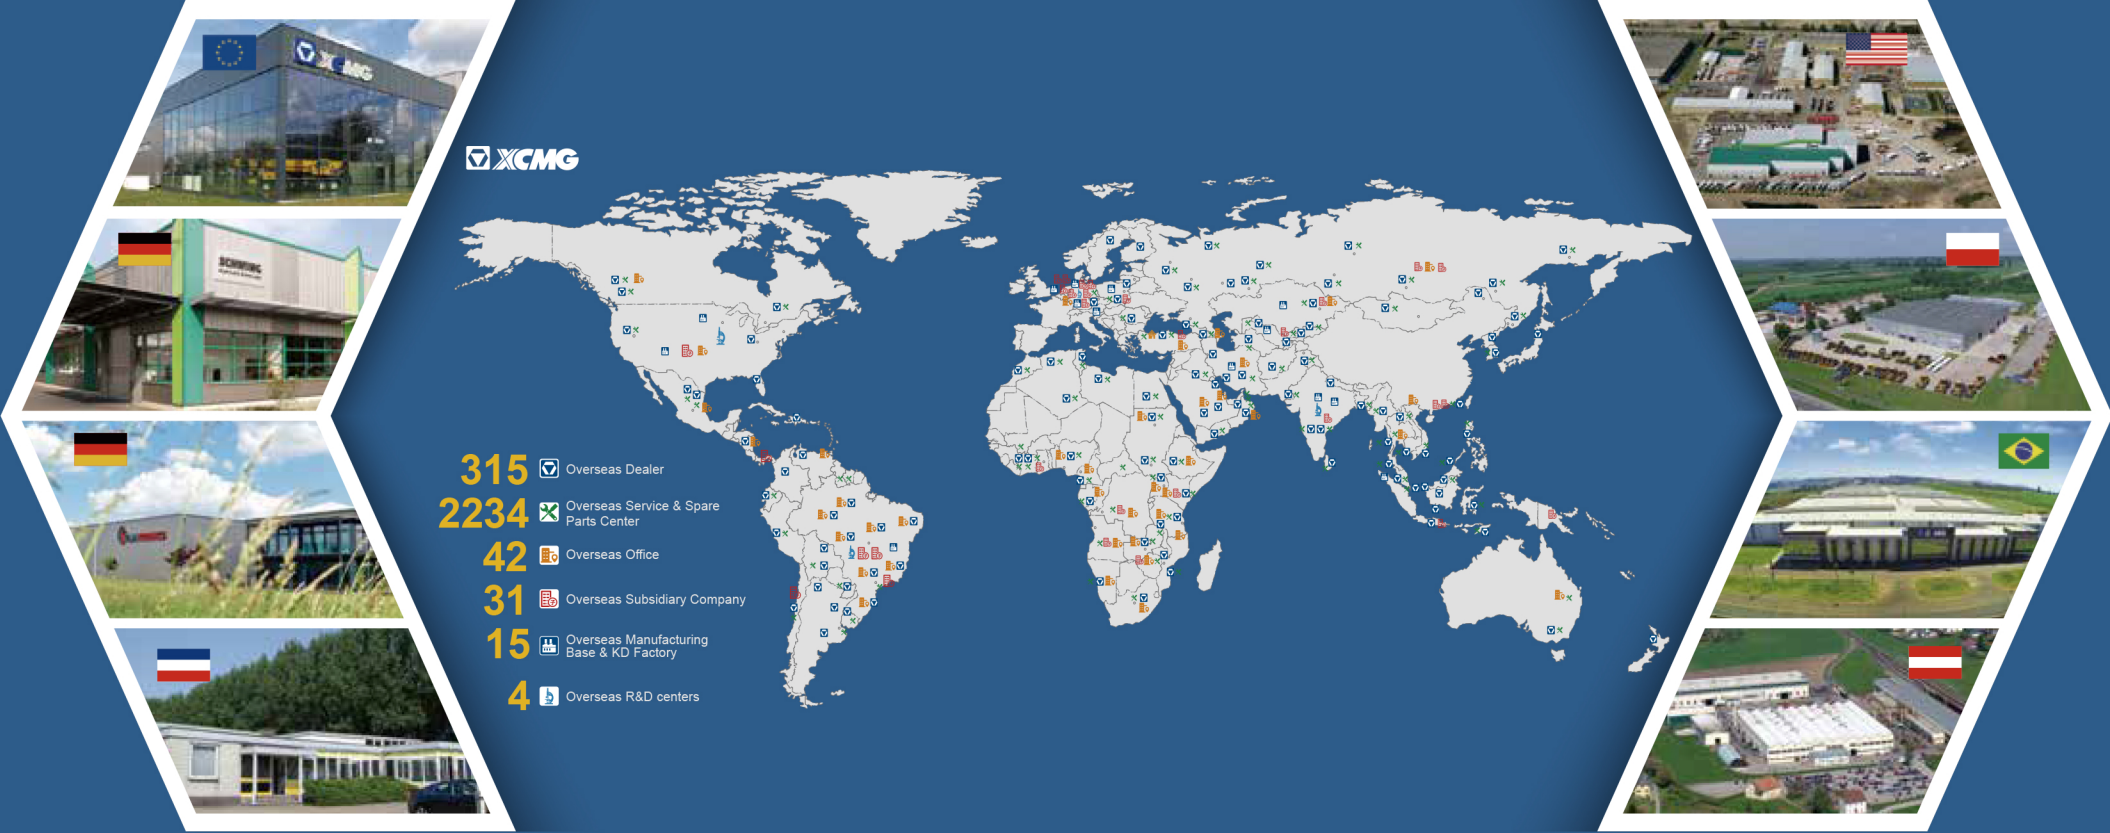 XCMG
SCHWING
XCMG
315 Overseas Dealer
2234 Overseas Service & Spare
Parts Center
42 Overseas Office
31 Overseas Subsidiary Company
15 Overseas Manufacturing
Base & KD Factory
4 Overseas R&D centers